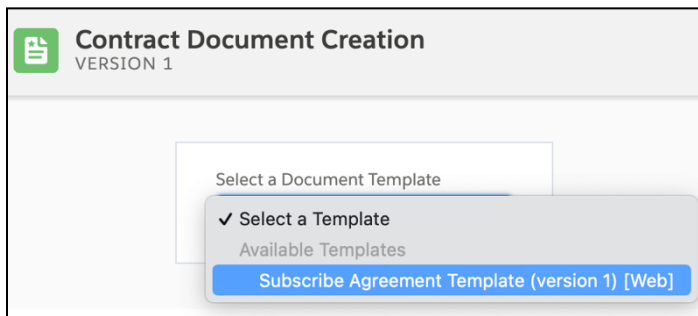 Contract Document Creation
VERSION 1
Select a Document Template
✓ Select a Template
Available Templates
Subscribe Agreement Template (version 1) [Web]